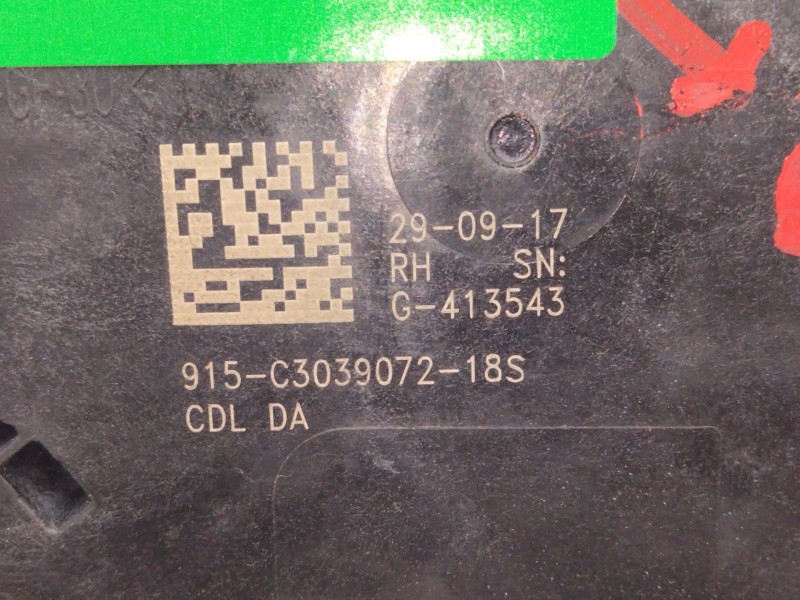 29-09-17
RH SN:
G-413543
915-C3039072-18S
CDL DA